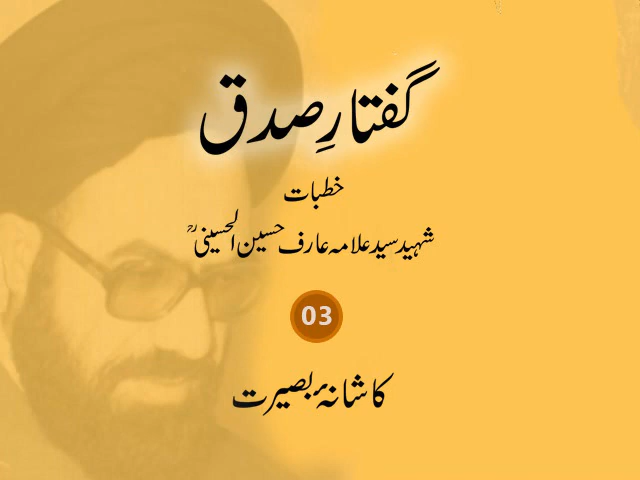 گفتارِ صدق
خطبات
شہید سید علامہ عارف حسین الحسینیؒ
03
کاشانۂ بصیرت